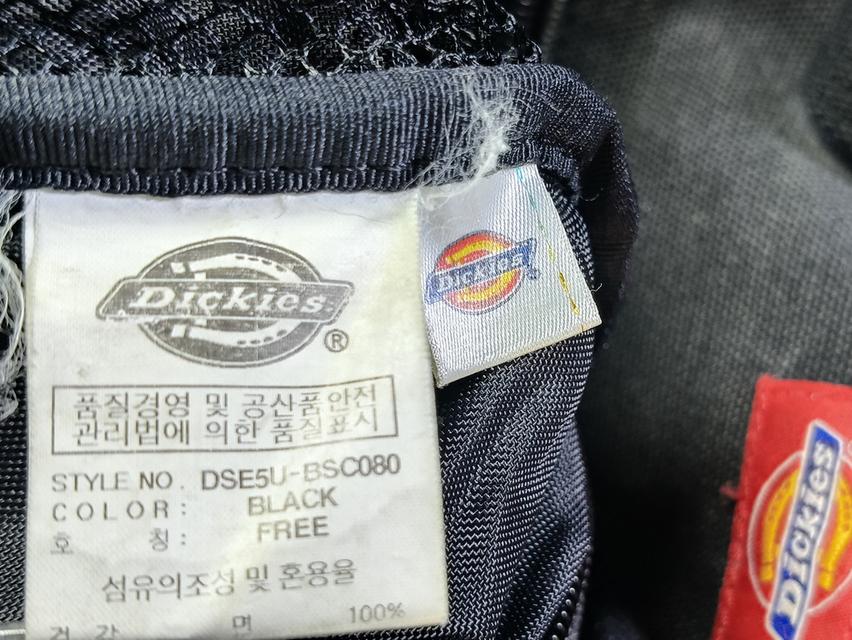 Dickies
®
품질경영 및 공산품안전
관리법에 의한 품질표시
STYLE NO. DSE5U-BSC080
COLOR: BLACK
호 칭: FREE
섬유의조성 및 혼용율
겉 감 면 100%
Dickies
Dickies